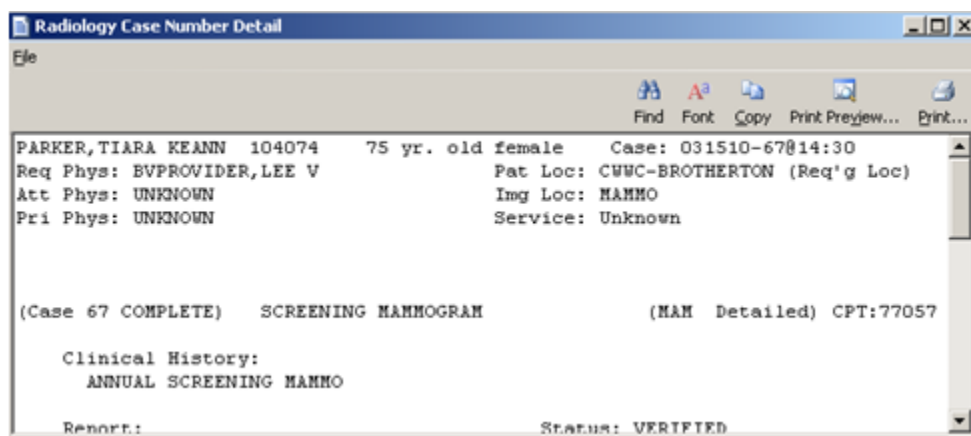 Radiology Case Number Detail
File
Find Font Copy Print Preview... Print...
PARKER,TIARA KEANN 104074 75 yr. old female Case: 031510-67@14:30
Req Phys: BVPROVIDER,LEE V Pat Loc: CWWC-BROTHERTON (Req'g Loc)
Att Phys: UNKNOWN Img Loc: MAMMO
Pri Phys: UNKNOWN Service: Unknown
(Case 67 COMPLETE) SCREENING MAMMOGRAM (MAM Detailed) CPT:77057
Clinical History:
ANNUAL SCREENING MAMMO
Report: Status: VERIFIED